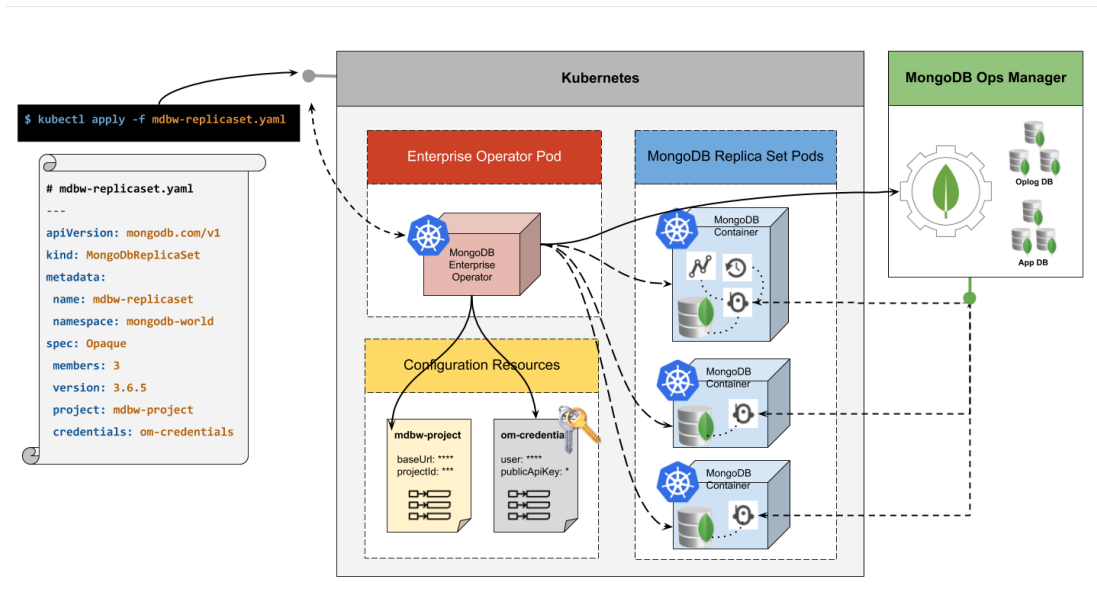 Kubernetes
MongoDB Ops Manager
$ kubectl apply -f mdbw-replicaset.yaml
# mdbw-replicaset.yaml
---
apiVersion: mongodb.com/v1
kind: MongoDbReplicaSet
metadata:
name: mdbw-replicaset
namespace: mongodb-world
spec: Opaque
members: 3
version: 3.6.5
project: mdbw-project
credentials: om-credentials
Enterprise Operator Pod
MongoDB
Enterprise
Operator
Configuration Resources
mdbw-project
baseUrl: ****
projectId: ***
om-credentia
user: ****
publicApiKey: *
MongoDB Replica Set Pods
MongoDB
Container
MongoDB
Container
MongoDB
Container
Oplog DB
App DB